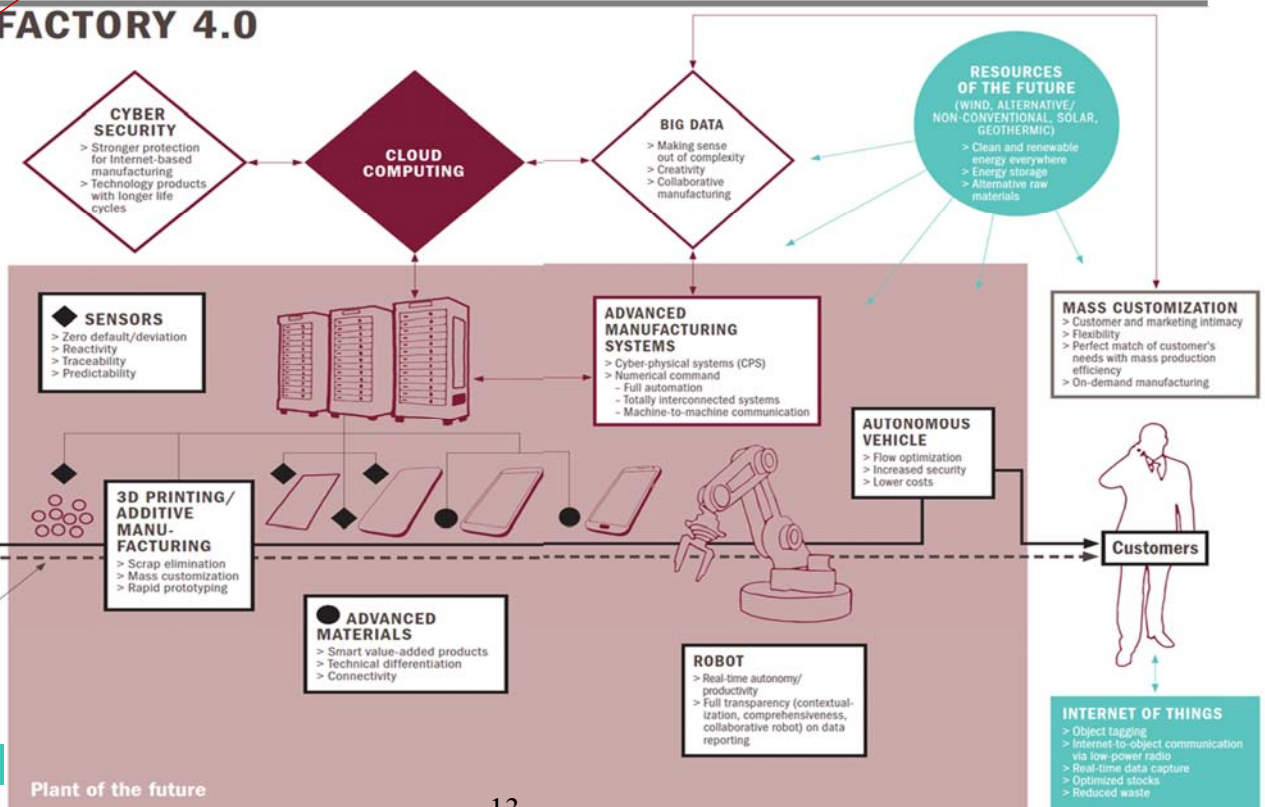 FACTORY 4.0
CYBER
SECURITY
> Stronger protection
for Internet-based
manufacturing
> Technology products
with longer life
cycles
CLOUD
COMPUTING
BIG DATA
> Making sense
out of complexity
> Creativity
> Collaborative
manufacturing
RESOURCES
OF THE FUTURE
(WIND, ALTERNATIVE/
NON-CONVENTIONAL, SOLAR,
GEOTHERMIC)
> Clean and renewable
energy everywhere
> Energy storage
> Alternative raw
materials
SENSORS
> Zero default/deviation
> Reactivity
> Traceability
> Predictability
ADVANCED
MANUFACTURING
SYSTEMS
> Cyber-physical systems (CPS)
> Numerical command
– Full automation
– Totally interconnected systems
– Machine-to-machine communication
MASS CUSTOMIZATION
> Customer and marketing intimacy
> Flexibility
> Perfect match of customer's
needs with mass production
efficiency
> On-demand manufacturing
AUTONOMOUS
VEHICLE
> Flow optimization
> Increased security
> Lower costs
3D PRINTING/
ADDITIVE
MANU-
FACTURING
> Scrap elimination
> Mass customization
> Rapid prototyping
Customers
ADVANCED
MATERIALS
> Smart value-added products
> Technical differentiation
> Connectivity
ROBOT
> Real-time autonomy/
productivity
> Full transparency (contextual-
ization, comprehensiveness,
collaborative robot) on data
reporting
INTERNET OF THINGS
> Object tagging
> Internet-to-object communication
via low-power radio
> Real-time data capture
> Optimized stocks
> Reduced waste
Plant of the future